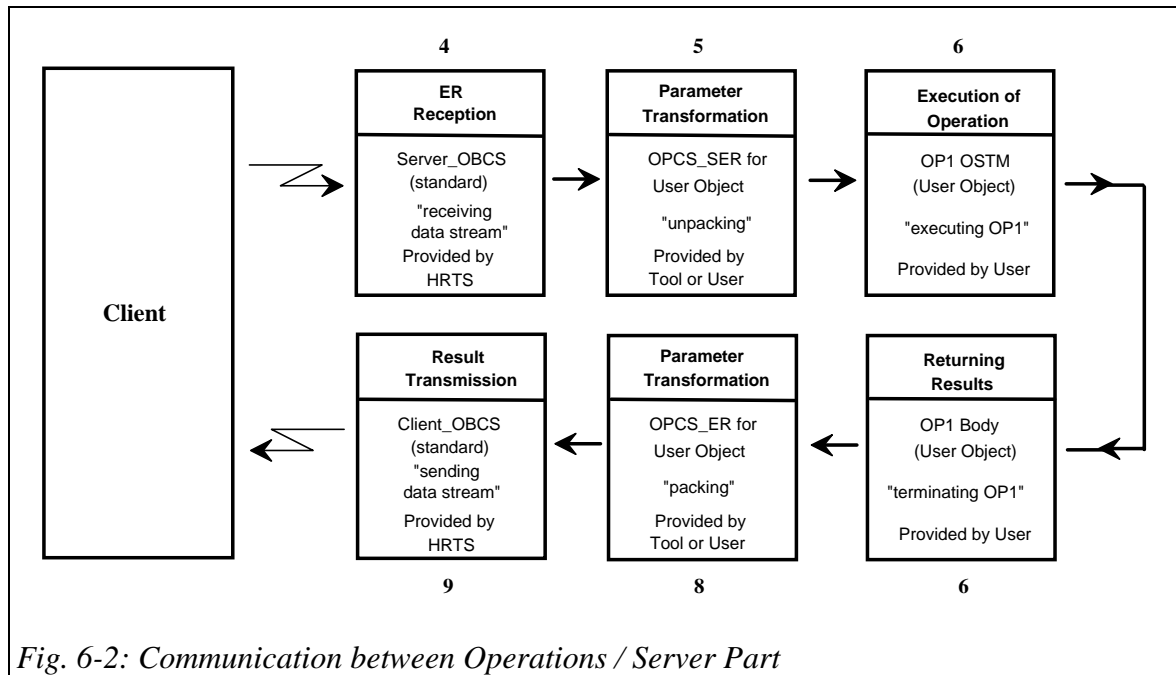 4
5
6
ER
Reception
Server_OBCS
(standard)
"receiving
data stream"
Provided by
HRTS
Parameter
Transformation
OPCS_SER for
User Object
"unpacking"
Provided by
Tool or User
Execution of
Operation
OP1 OSTM
(User Object)
"executing OP1"
Provided by User
Client
Result
Transmission
Client_OBCS
(standard)
"sending
data stream"
Provided by
HRTS
Parameter
Transformation
OPCS_ER for
User Object
"packing"
Provided by
Tool or User
Returning
Results
OP1 Body
(User Object)
"terminating OP1"
Provided by User
9
8
6
Fig. 6-2: Communication between Operations / Server Part